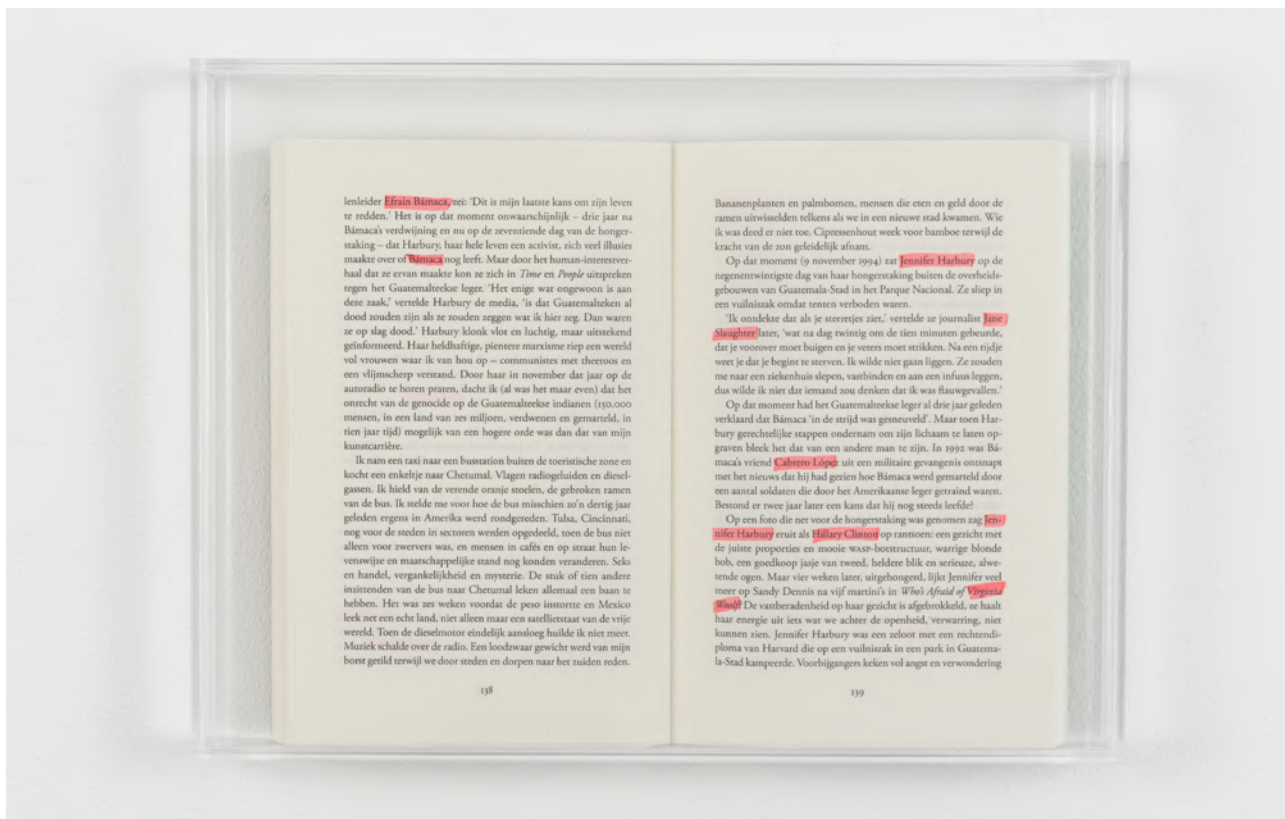 lenleider Efraín Bámaca, zei: ‘Dit is mijn laatste kans om zijn leven
te redden.’ Het is op dat moment onwaarschijnlijk – drie jaar na
Bámaca’s verdwijning en nu op de zeventiende dag van de honger-
staking – dat Harbury, haar hele leven een activist, zich veel illusies
maakte over of Bámaca nog leeft. Maar door het human-interestver-
haal dat ze ervan maakte kon ze zich in Time en People uitspreken
tegen het Guatemalteekse leger. ‘Het enige wat ongewoon is aan
deze zaak,’ vertelde Harbury de media, ‘is dat Guatemalteken al
dood zouden zijn als ze zouden zeggen wat ik hier zeg. Dan waren
ze op slag dood.’ Harbury klonk vlot en luchtig, maar uitstekend
geïnformeerd. Haar heldhaftige, pientere marxisme riep een wereld
vol vrouwen waar ik van hou op – communistes met theeroos en
een vlijmscherp verstand. Door haar in november dat jaar op de
autoradio te horen praten, dacht ik (al was het maar even) dat het
onrecht van de genocide op de Guatemalteekse indianen (150.000
mensen, in een land van zes miljoen, verdwenen en gemarteld, in
tien jaar tijd) mogelijk van een hogere orde was dan dat van mijn
kunstcarrière.
Ik nam een taxi naar een busstation buiten de toeristische zone en
kocht een enkeltje naar Chetumal. Vlagen radiogeluiden en diesel-
gassen. Ik hield van de verende oranje stoelen, de gebroken ramen
van de bus. Ik stelde me voor hoe de bus misschien zo’n dertig jaar
geleden ergens in Amerika werd rondgereden. Tulsa, Cincinnati,
nog voor de steden in sectoren werden opgedeeld, toen de bus niet
alleen voor zwervers was, en mensen in cafés en op straat hun le-
venswijze en maatschappelijke stand nog konden veranderen. Seks
en handel, vergankelijkheid en mysterie. De stuk of tien andere
inzittenden van de bus naar Chetumal leken allemaal een baan te
hebben. Het was zes weken voordat de peso instortte en Mexico
leek net een echt land, niet alleen maar een satellietstaat van de vrije
wereld. Toen de dieselmotor eindelijk aansloeg huilde ik niet meer.
Muziek schalde over de radio. Een loodzwaar gewicht werd van mijn
borst getild terwijl we door steden en dorpen naar het zuiden reden.
138
Bananenplanten en palmbomen, mensen die eten en geld door de
ramen uitwisselden telkens als we in een nieuwe stad kwamen. Wie
ik was deed er niet toe. Cipressenhout week voor bamboe terwijl de
kracht van de zon geleidelijk afnam.
Op dat moment (9 november 1994) zat Jennifer Harbury op de
negenentwintigste dag van haar hongerstaking buiten de overheids-
gebouwen van Guatemala-Stad in het Parque Nacional. Ze sliep in
een vuilniszak omdat tenten verboden waren.
‘Ik ontdekte dat als je sterretjes ziet,’ vertelde ze journalist Jane
Slaughter later, ‘wat na dag twintig om de tien minuten gebeurde,
dat je voorover moet buigen en je veters moet strikken. Na een tijdje
weet je dat je begint te sterven. Ik wilde niet gaan liggen. Ze zouden
me naar een ziekenhuis slepen, vastbinden en aan een infuus leggen,
dus wilde ik niet dat iemand zou denken dat ik was flauwgevallen.’
Op dat moment had het Guatemalteekse leger al drie jaar geleden
verklaard dat Bámaca ‘in de strijd was gesneuveld’. Maar toen Har-
bury gerechtelijke stappen ondernam om zijn lichaam te laten op-
graven bleek het dat van een andere man te zijn. In 1992 was Bá-
maca’s vriend Cabrero López uit een militaire gevangenis ontsnapt
met het nieuws dat hij had gezien hoe Bámaca werd gemarteld door
een aantal soldaten die door het Amerikaanse leger getraind waren.
Bestond er twee jaar later een kans dat hij nog steeds leefde?
Op een foto die net voor de hongerstaking was genomen zag Jen-
nifer Harbury eruit als Hillary Clinton op rantsoen: een gezicht met
de juiste proporties en mooie WASP-botstructuur, warrige blonde
bob, een goedkoop jasje van tweed, heldere blik en serieuze, alwe-
tende ogen. Maar vier weken later, uitgehongerd, lijkt Jennifer veel
meer op Sandy Dennis na vijf martini’s in Who’s Afraid of Virginia
Woolf? De vastberadenheid op haar gezicht is afgebrokkeld, ze haalt
haar energie uit iets wat we achter de openheid, verwarring, niet
kunnen zien. Jennifer Harbury was een zeloot met een rechtendi-
ploma van Harvard die op een vuilniszak in een park in Guatema-
la-Stad kampeerde. Voorbijgangers keken vol angst en verwondering
139